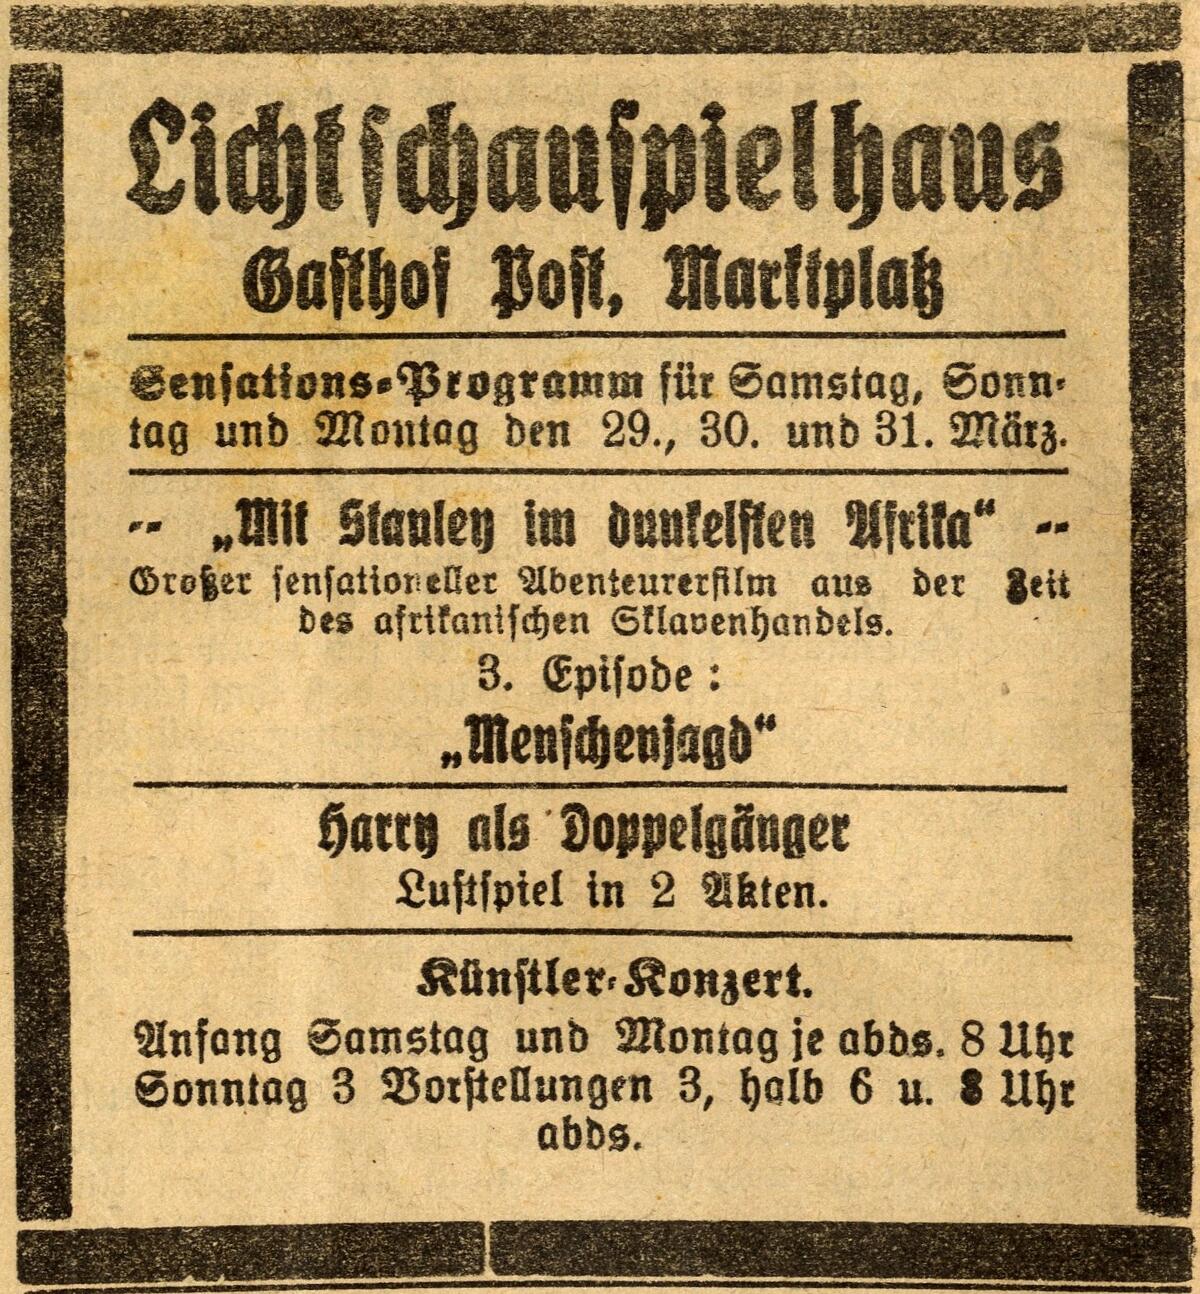 Lichtschauspielhaus
Gasthof Post, Marktplatz
Sensations-Programm für Samstag, Sonn-
tag und Montag den 29., 30. und 31. März.
-- „Mit Stanley im dunkelsten Afrika“ --
Großer sensationeller Abenteurerfilm aus der Zeit
des afrikanischen Sklavenhandels.
3. Episode :
„Menschenjagd“
Harry als Doppelgänger
Lustspiel in 2 Akten.
Künstler-Konzert.
Anfang Samstag und Montag je abds. 8 Uhr
Sonntag 3 Vorstellungen 3, halb 6 u. 8 Uhr
abds.